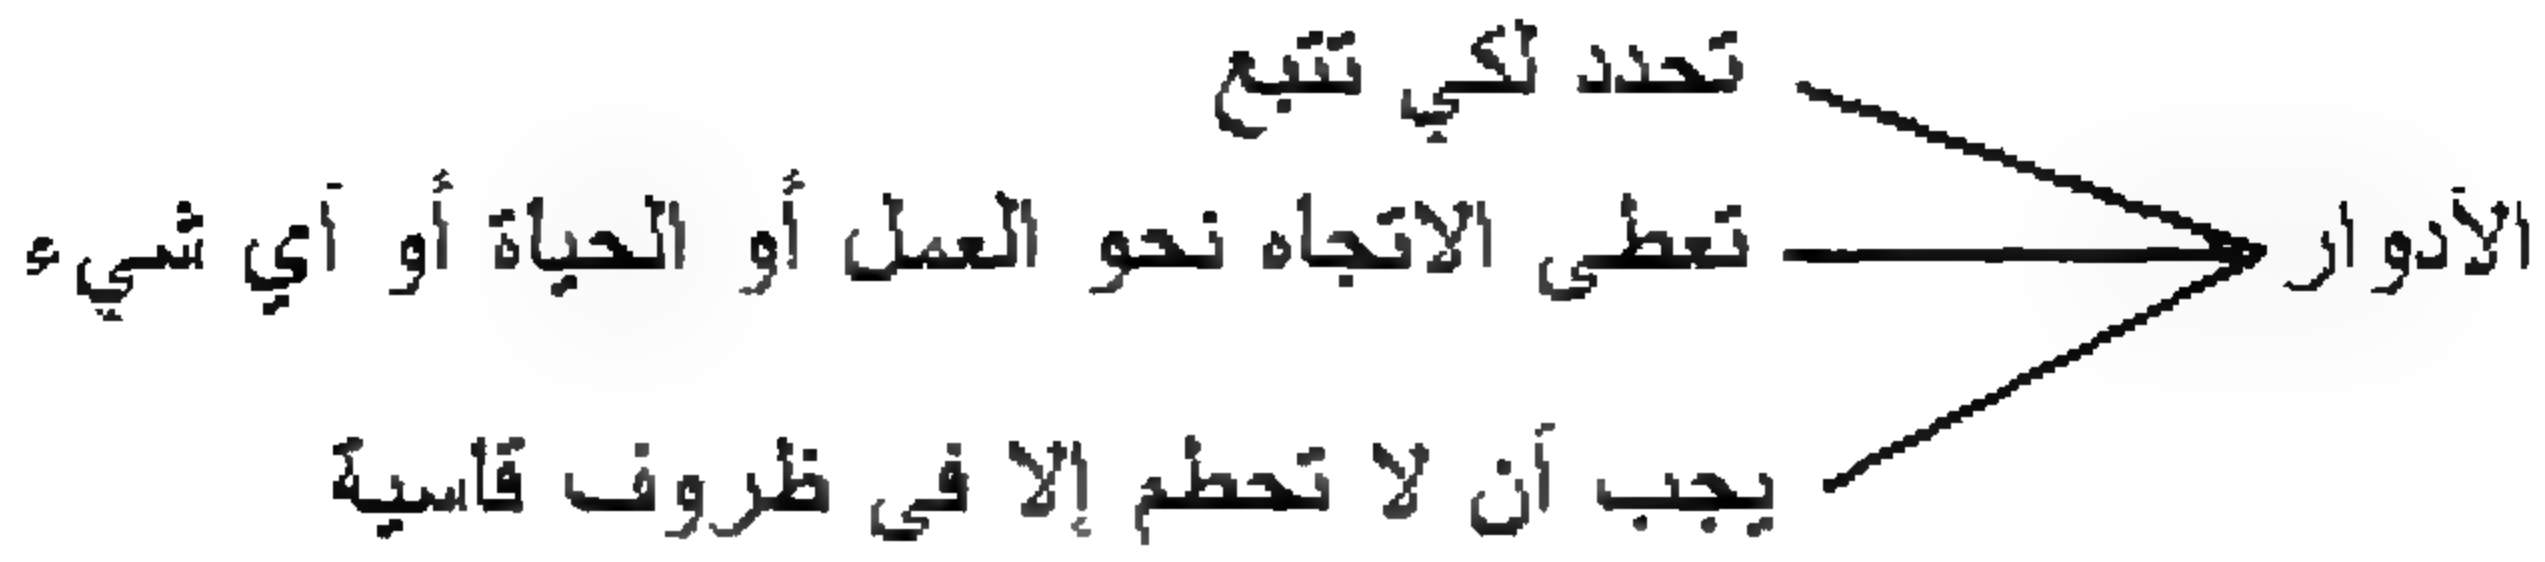 تحدد لكي تتبع
الأدوار
تعطى الاتجاه نحو العمل أو الحياة أو أي شيء
يجب أن لا تحطم إلا فى ظروف قاسية